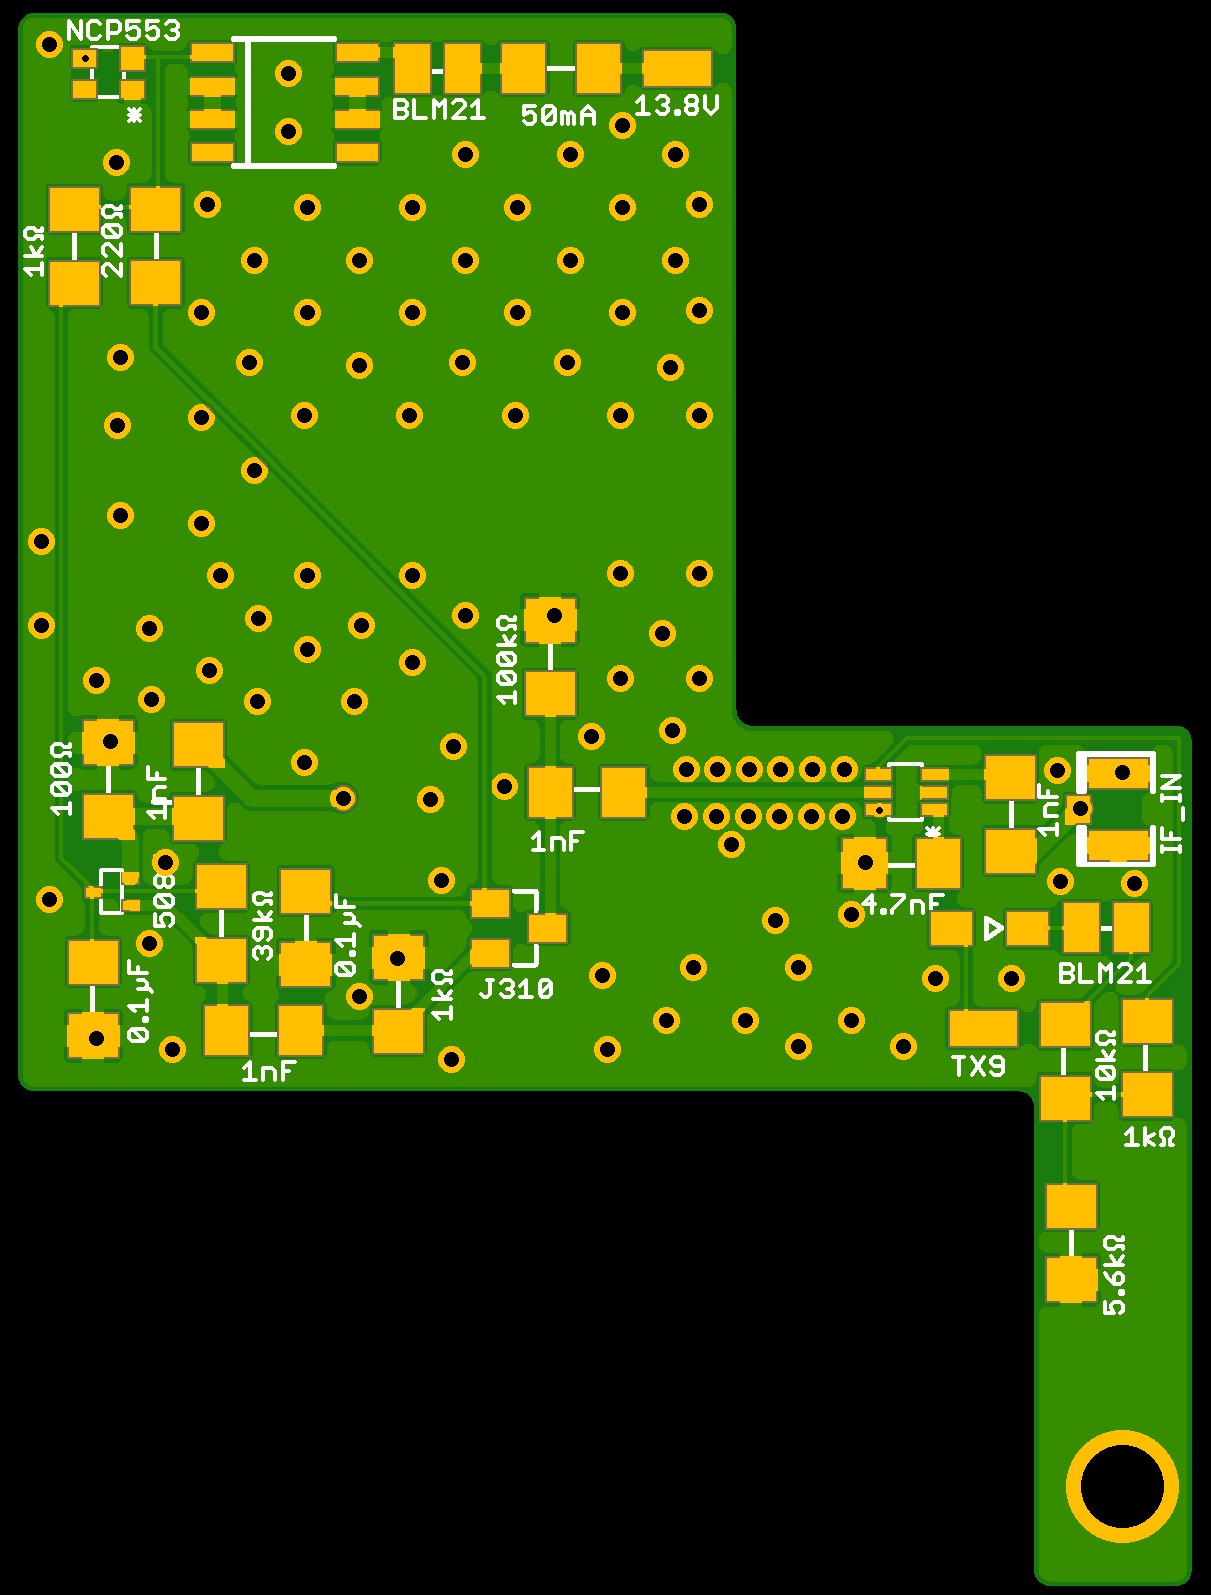 NCP553
BLM21
50mA
13.8V
*
1kΩ
220Ω
100kΩ
100Ω
1nF
1nF
1nF
IF_IN
*
508
39kΩ
0.1µF
4.7nF
0.1µF
1kΩ
J310
BLM21
1nF
TX9
10kΩ
1kΩ
5.6kΩ